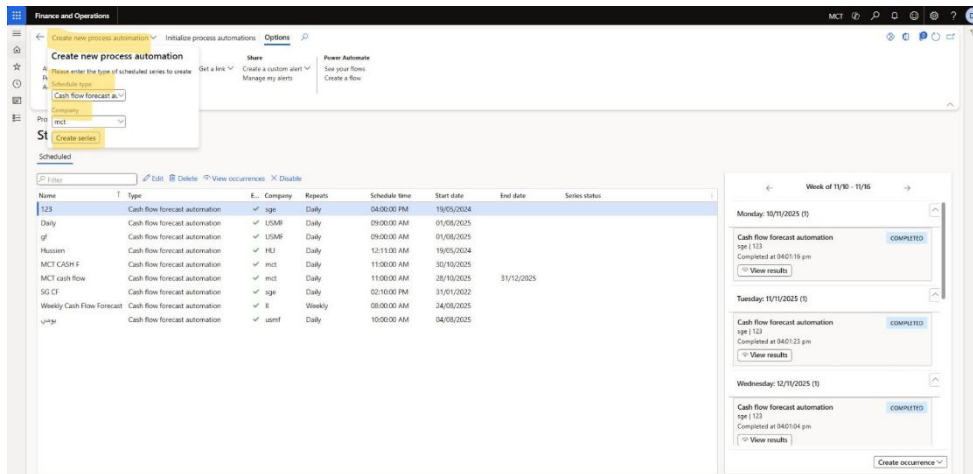 Finance and Operations
MCT
Create new process automation
Initialize process automations
Options
Create new process automation
Please enter the type of scheduled series to create
Schedule type
Cash flow forecast au
Company
mct
Create series
Get a link
Share
Create a custom alert
Manage my alerts
Power Automate
See your flows
Create a flow
Pro
St
Scheduled
Filter
Edit Delete View occurrences Disable
Name Type E... Company Repeats Schedule time Start date End date Series status
123 Cash flow forecast automation sge Daily 04:00:00 PM 19/05/2024
Daily Cash flow forecast automation USMF Daily 09:00:00 AM 01/08/2025
gf Cash flow forecast automation USMF Daily 09:00:00 AM 01/08/2025
Hussien Cash flow forecast automation HU Daily 12:11:00 AM 19/05/2024
MCT CASH F Cash flow forecast automation mct Daily 11:00:00 AM 30/10/2025
MCT cash flow Cash flow forecast automation mct Daily 11:00:00 AM 28/10/2025 31/12/2025
SG CF Cash flow forecast automation sge Daily 02:10:00 PM 31/01/2022
Weekly Cash Flow Forecast Cash flow forecast automation Weekly 08:00:00 AM 24/08/2025
يومي Cash flow forecast automation usmf Daily 10:00:00 AM 04/08/2025
Week of 11/10 - 11/16
Monday: 10/11/2025 (1)
Cash flow forecast automation COMPLETED
sge | 123
Completed at 04:01:16 pm
View results
Tuesday: 11/11/2025 (1)
Cash flow forecast automation COMPLETED
sge | 123
Completed at 04:01:23 pm
View results
Wednesday: 12/11/2025 (1)
Cash flow forecast automation COMPLETED
sge | 123
Completed at 04:01:04 pm
View results
Create occurrence